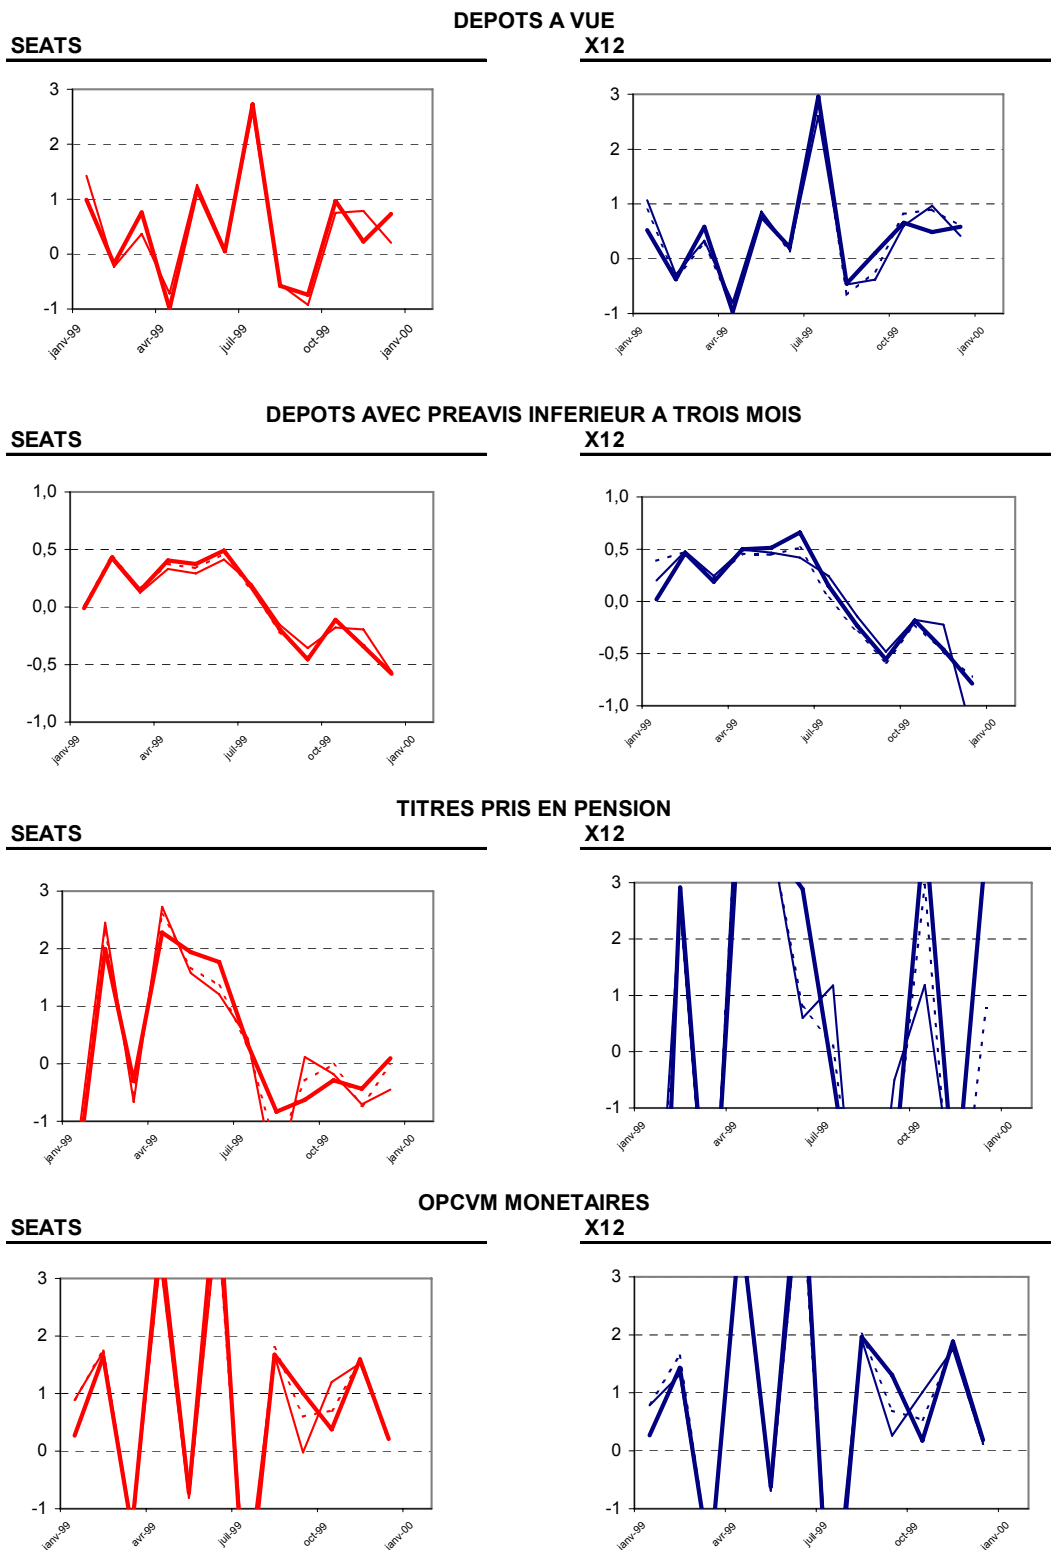 DEPOTS A VUE
SEATS X12
3
2
1
0
-1
janv-99 avr-99 juil-99 oct-99 janv-00
3
2
1
0
-1
janv-99 avr-99 juil-99 oct-99 janv-00
DEPOTS AVEC PREAVIS INFERIEUR A TROIS MOIS
SEATS X12
1,0
0,5
0,0
-0,5
-1,0
janv-99 avr-99 juil-99 oct-99 janv-00
1,0
0,5
0,0
-0,5
-1,0
janv-99 avr-99 juil-99 oct-99 janv-00
TITRES PRIS EN PENSION
SEATS X12
3
2
1
0
-1
janv-99 avr-99 juil-99 oct-99 janv-00
3
2
1
0
-1
janv-99 avr-99 juil-99 oct-99 janv-00
OPCVM MONETAIRES
SEATS X12
3
2
1
0
-1
janv-99 avr-99 juil-99 oct-99 janv-00
3
2
1
0
-1
janv-99 avr-99 juil-99 oct-99 janv-00